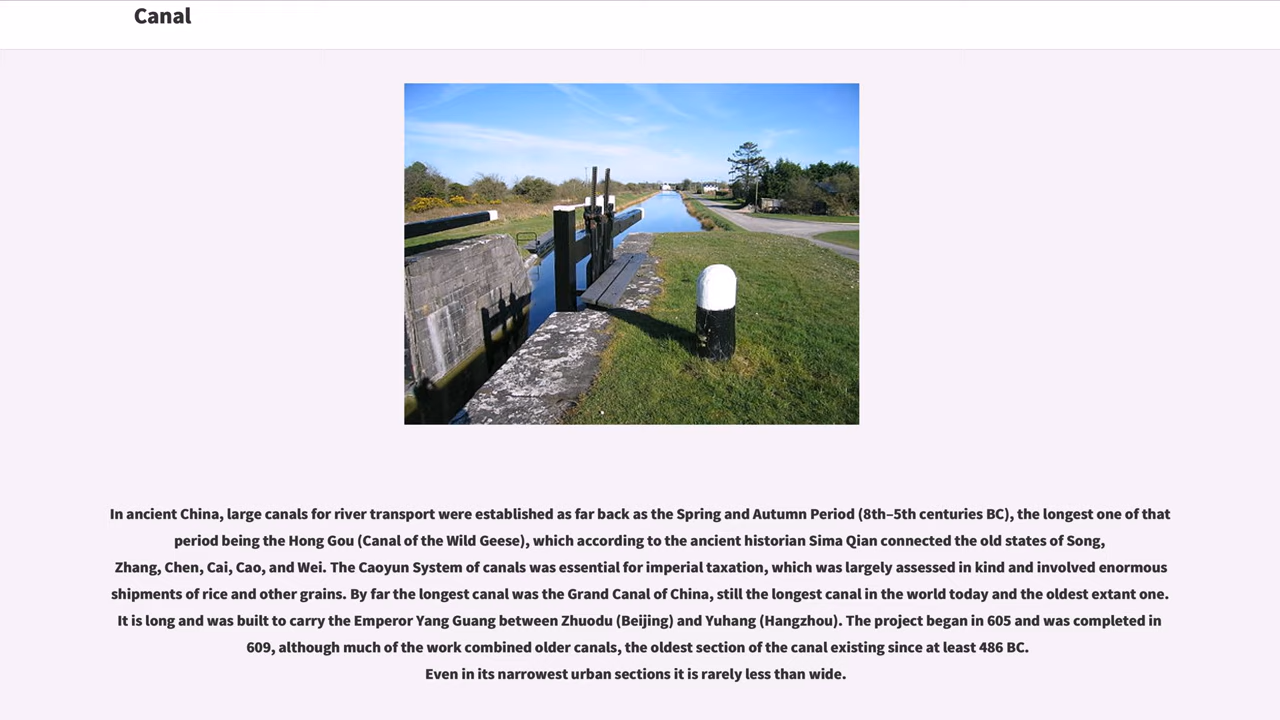 Canal
In ancient China, large canals for river transport were established as far back as the Spring and Autumn Period (8th–5th centuries BC), the longest one of that
period being the Hong Gou (Canal of the Wild Geese), which according to the ancient historian Sima Qian connected the old states of Song,
Zhang, Chen, Cai, Cao, and Wei. The Caoyun System of canals was essential for imperial taxation, which was largely assessed in kind and involved enormous
shipments of rice and other grains. By far the longest canal was the Grand Canal of China, still the longest canal in the world today and the oldest extant one.
It is long and was built to carry the Emperor Yang Guang between Zhuodu (Beijing) and Yuhang (Hangzhou). The project began in 605 and was completed in
609, although much of the work combined older canals, the oldest section of the canal existing since at least 486 BC.
Even in its narrowest urban sections it is rarely less than wide.